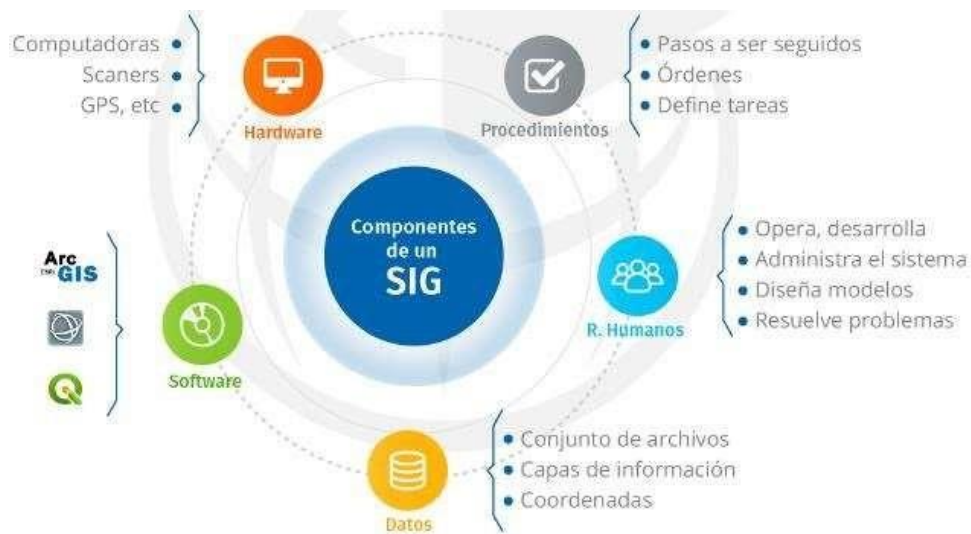 Computadoras
Scaners
GPS, etc
Hardware
Procedimientos
Pasos a ser seguidos
Órdenes
Define tareas
Componentes
de un
SIG
Arc
GIS
Software
R. Humanos
Opera, desarrolla
Administra el sistema
Diseña modelos
Resuelve problemas
Datos
Conjunto de archivos
Capas de información
Coordenadas